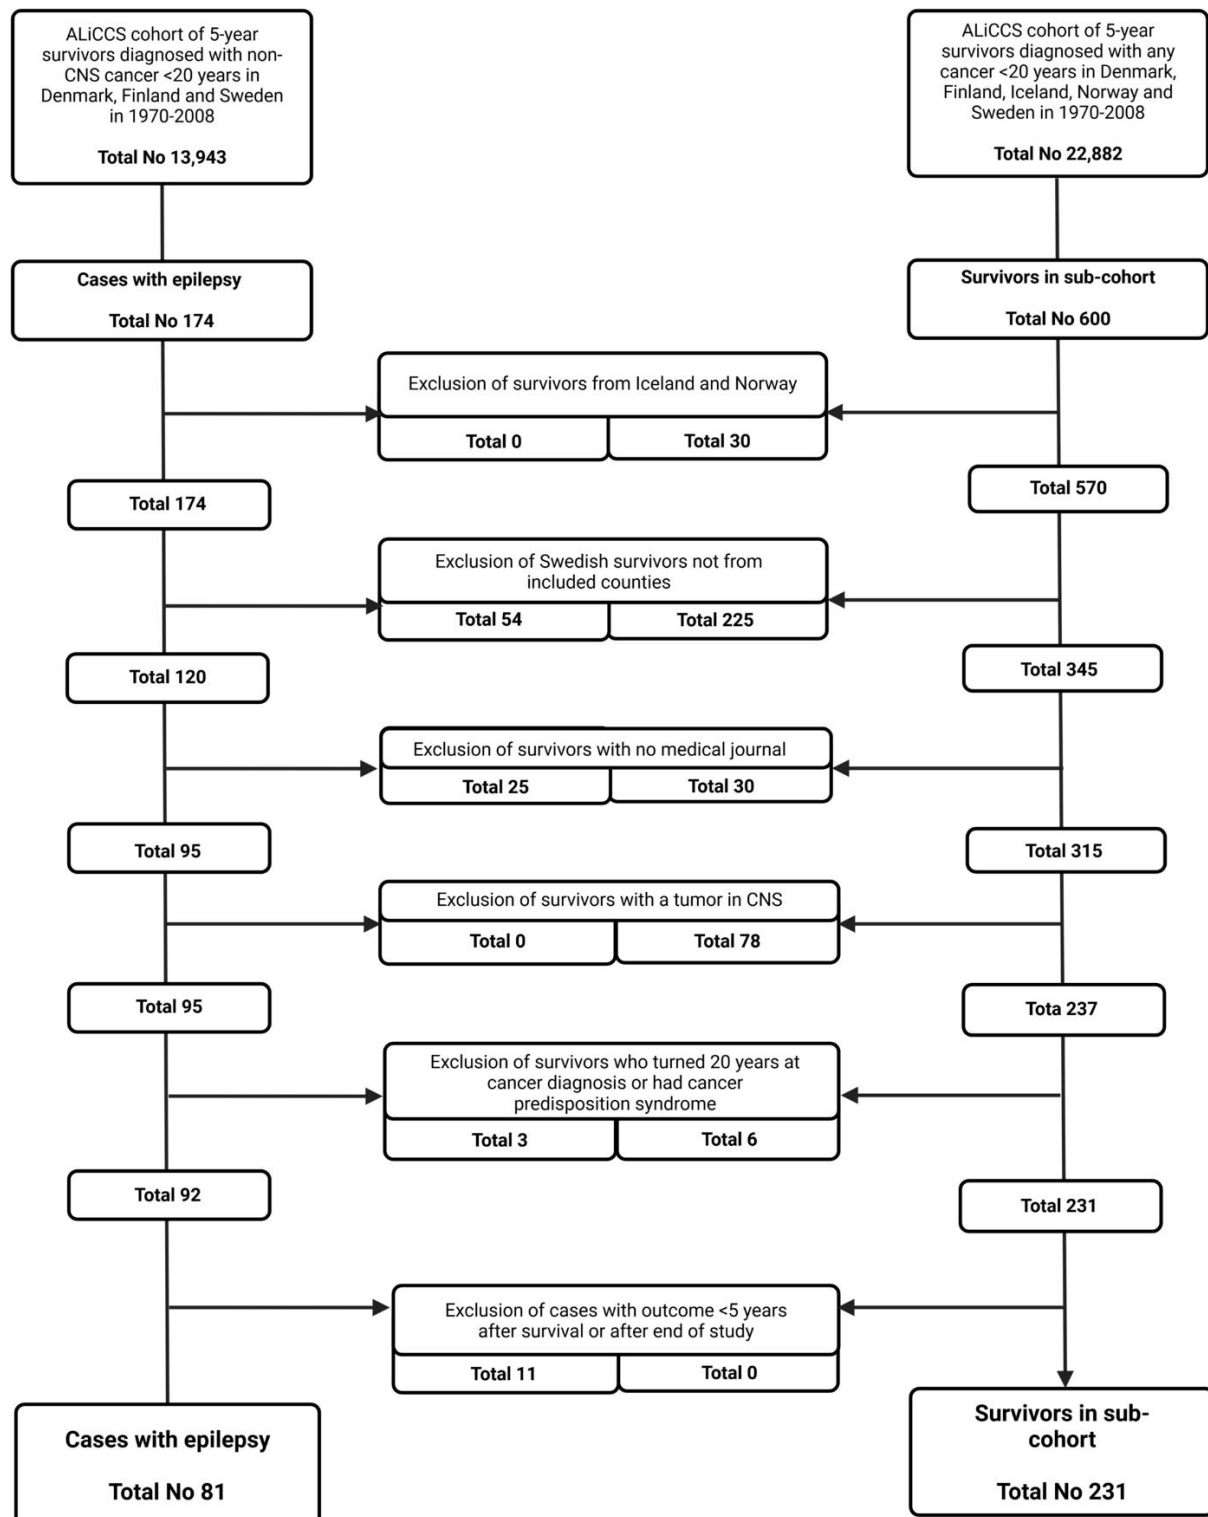 ALiCCS cohort of 5-year
survivors diagnosed with non-
CNS cancer <20 years in
Denmark, Finland and Sweden
in 1970-2008
Total No 13,943
ALiCCS cohort of 5-year
survivors diagnosed with any
cancer <20 years in Denmark,
Finland, Iceland, Norway and
Sweden in 1970-2008
Total No 22,882
Cases with epilepsy
Total No 174
Survivors in sub-cohort
Total No 600
Exclusion of survivors from Iceland and Norway
Total 0
Total 30
Total 174
Total 570
Exclusion of Swedish survivors not from
included counties
Total 54
Total 225
Total 120
Total 345
Exclusion of survivors with no medical journal
Total 25
Total 30
Total 95
Total 315
Exclusion of survivors with a tumor in CNS
Total 0
Total 78
Total 95
Tota 237
Exclusion of survivors who turned 20 years at
cancer diagnosis or had cancer
predisposition syndrome
Total 3
Total 6
Total 92
Total 231
Exclusion of cases with outcome <5 years
after survival or after end of study
Total 11
Total 0
Cases with epilepsy
Total No 81
Survivors in sub-
cohort
Total No 231